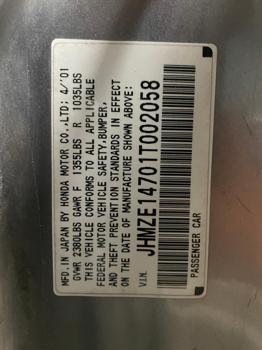 MFD. IN JAPAN BY HONDA MOTOR CO.,LTD; 4/'01
GVWR 2380LBS GAWR F 1355LBS R 1035LBS
THIS VEHICLE CONFORMS TO ALL APPLICABLE
FEDERAL MOTOR VEHICLE SAFETY,BUMPER,
AND THEFT PREVENTION STANDARDS IN EFFECT
ON THE DATE OF MANUFACTURE SHOWN ABOVE:
V.I.N. JHMZE14701T002058
PASSENGER CAR